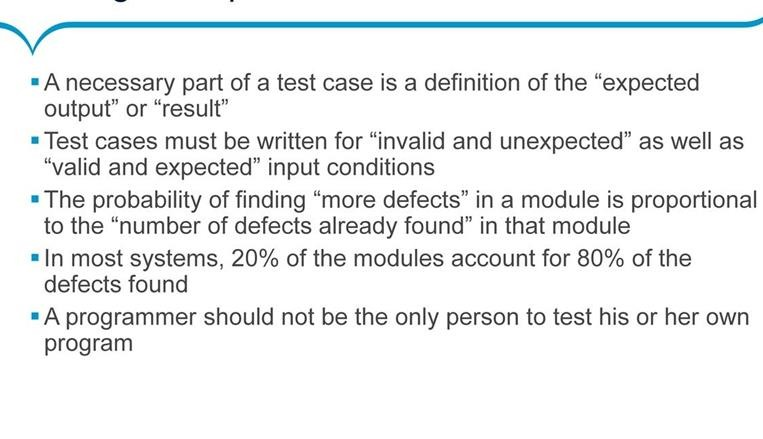 ▪ A necessary part of a test case is a definition of the “expected
output” or “result”
▪ Test cases must be written for “invalid and unexpected” as well as
“valid and expected” input conditions
▪ The probability of finding “more defects” in a module is proportional
to the “number of defects already found” in that module
▪ In most systems, 20% of the modules account for 80% of the
defects found
▪ A programmer should not be the only person to test his or her own
program